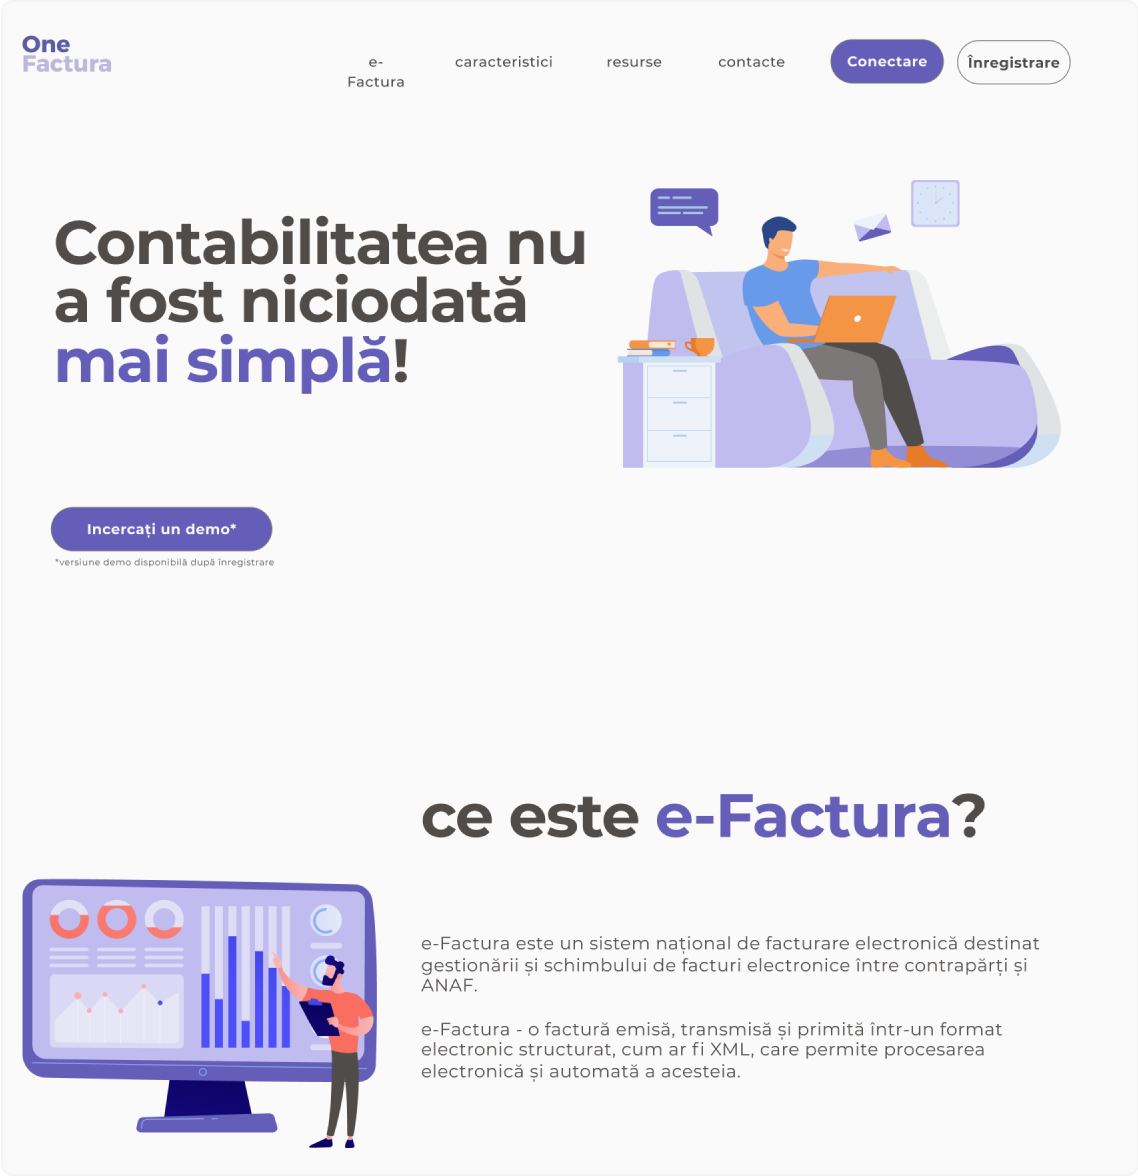 One
Factura
e-
Factura
caracteristici
resurse
contacte
Conectare
Înregistrare
Contabilitatea nu
a fost niciodată
mai simplă!
Incercați un demo*
*versiune demo disponibilă după înregistrare
ce este e-Factura?
e-Factura este un sistem național de facturare electronică destinat
gestionării și schimbului de facturi electronice între contrapărți și
ANAF.
e-Factura - o factură emisă, transmisă și primită într-un format
electronic structurat, cum ar fi XML, care permite procesarea
electronică și automată a acesteia.